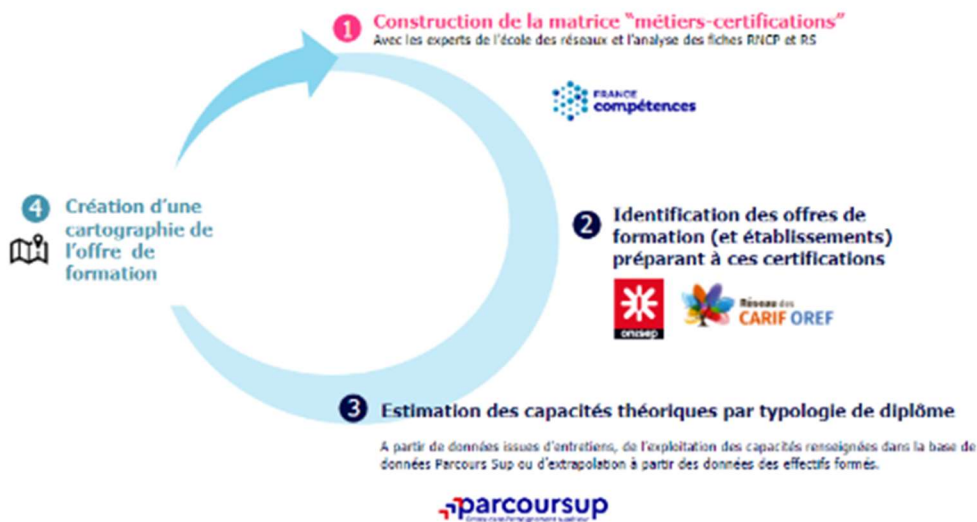 1 Construction de la matrice “métiers-certifications”
Avec les experts de l'école des réseaux et l'analyse des fiches RNCP et RS
FRANCE
compétences
2 Identification des offres de
formation (et établissements)
préparant à ces certifications
onisep
Réseau des
CARIF OREF
3 Estimation des capacités théoriques par typologie de diplôme
A partir de données issues d'entretiens, de l'exploitation des capacités renseignées dans la base de
données Parcours Sup ou d'extrapolation à partir des données des effectifs formés.
parcoursup
4 Création d'une
cartographie de
l'offre de
formation